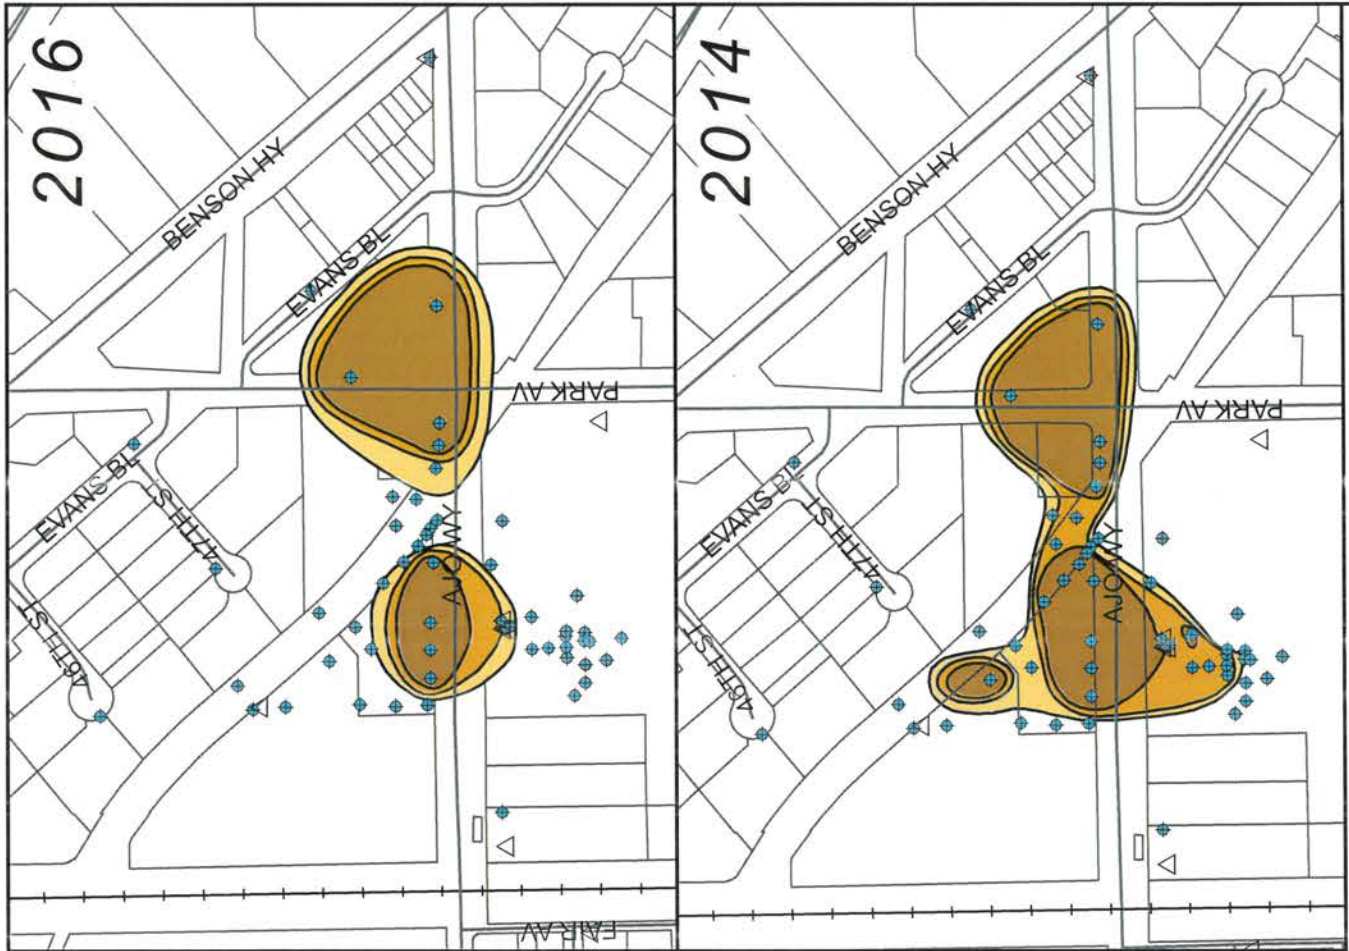 2016
BENSON HY
EVANS BL
PARK AV
EVANS BL
47TH ST
AJO WY
46TH ST
FAIR AV
2014
BENSON HY
EVANS BL
PARK AV
EVANS BL
47TH ST
AJO WY
46TH ST